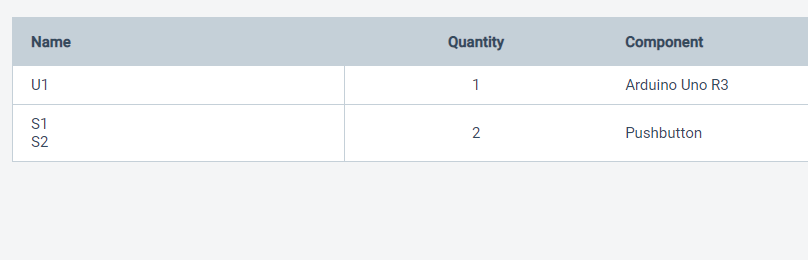 Name Quantity Component
U1 1 Arduino Uno R3
S1
S2 2 Pushbutton